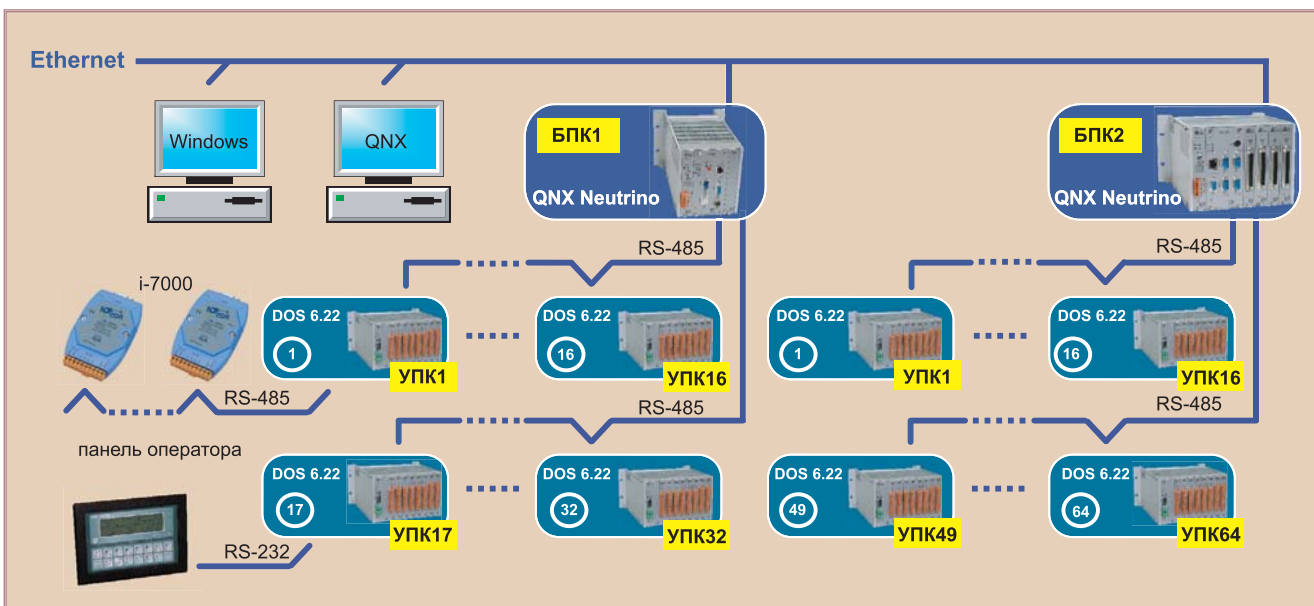 Ethernet
Windows
QNX
БПК1
QNX Neutrino
БПК2
QNX Neutrino
RS-485
RS-485
i-7000
DOS 6.22
1
УПК1
DOS 6.22
16
УПК16
DOS 6.22
1
УПК1
DOS 6.22
16
УПК16
RS-485
RS-485
RS-485
панель оператора
DOS 6.22
17
УПК17
DOS 6.22
32
УПК32
DOS 6.22
49
УПК49
DOS 6.22
64
УПК64
RS-232